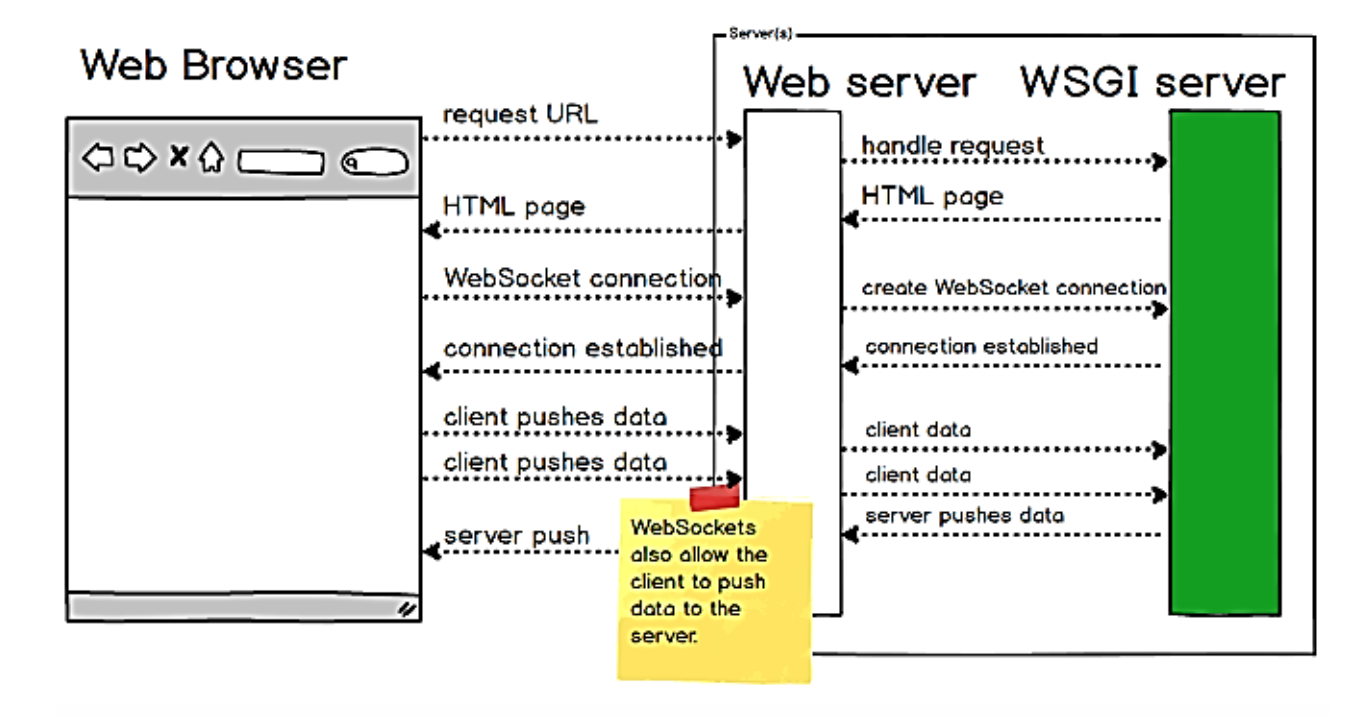 Server(s)
Web Browser
Web server
WSGI server
request URL
handle request
HTML page
HTML page
WebSocket connection
create WebSocket connection
connection established
connection established
client pushes data
client data
client pushes data
client data
server pushes data
server push
WebSockets
also allow the
client to push
data to the
server.